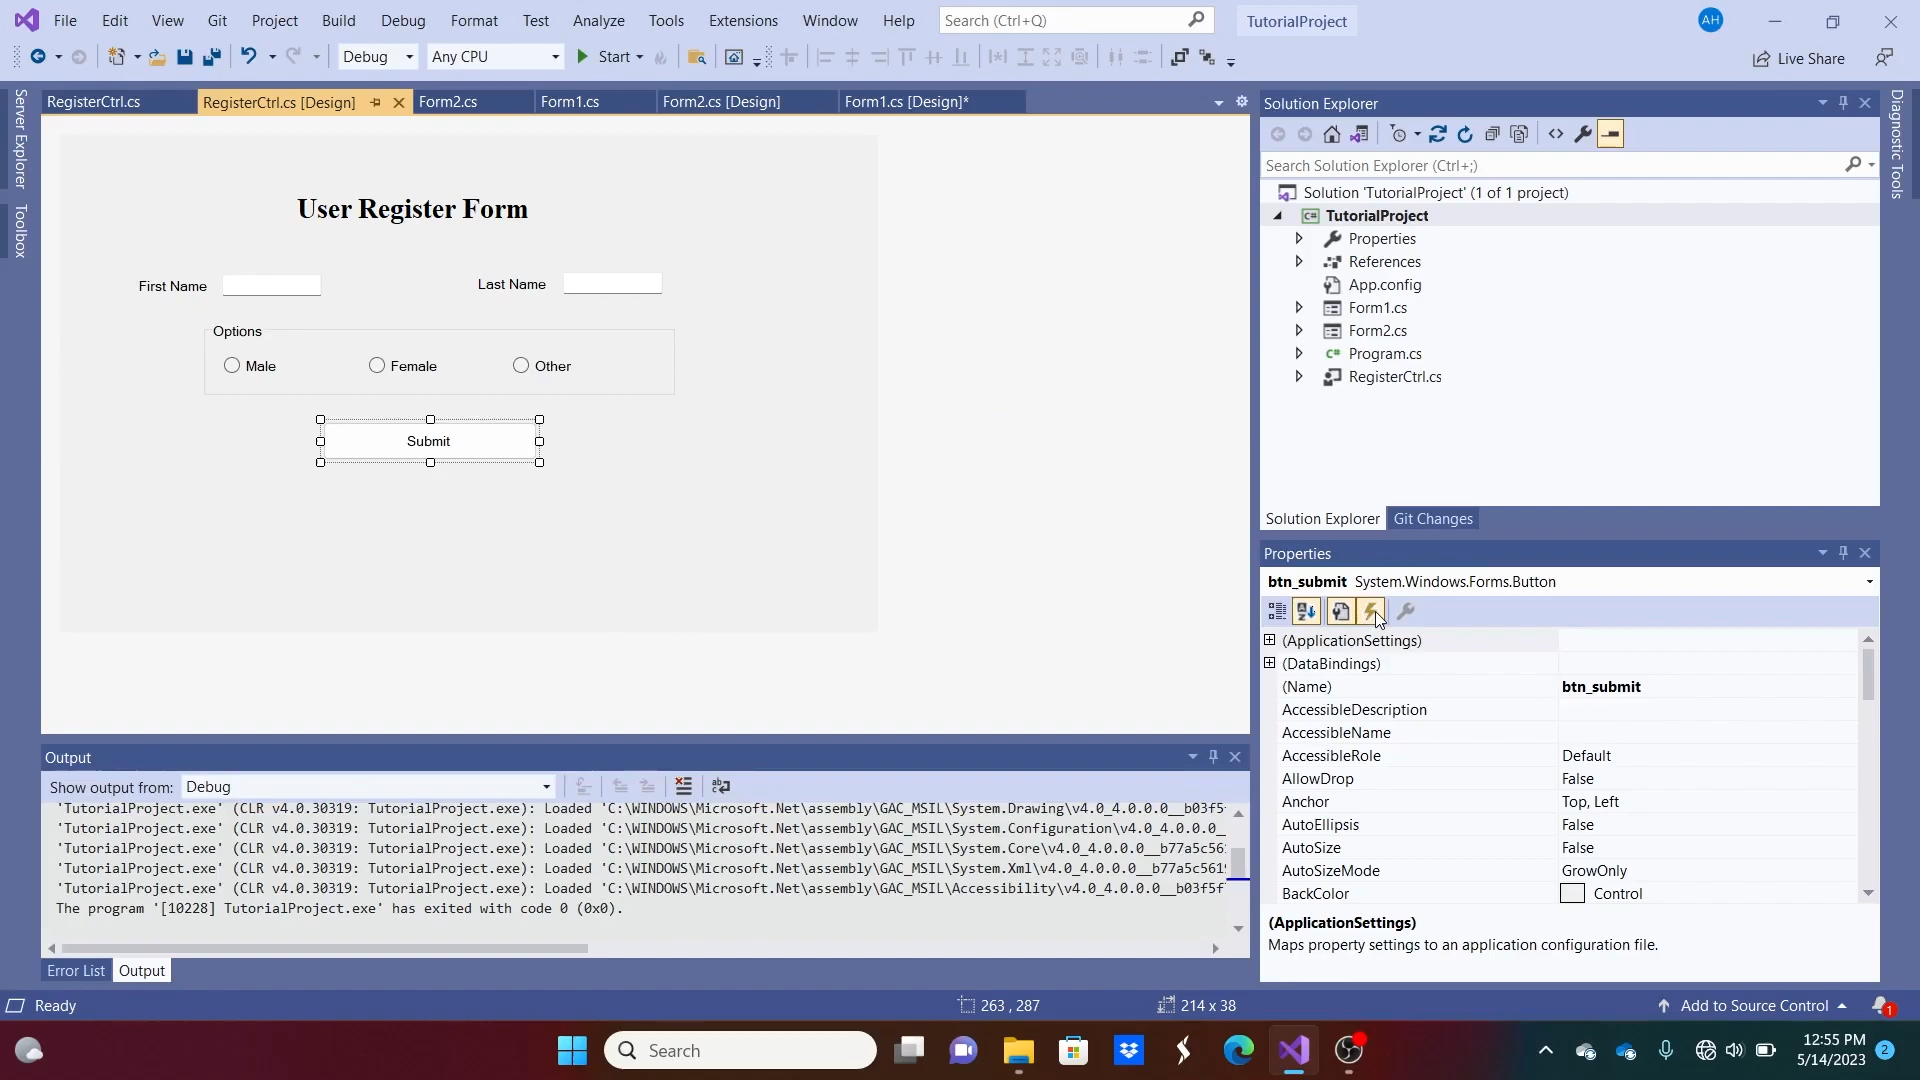 File Edit View Git Project Build Debug Format Test Analyze Tools Extensions Window Help Search (Ctrl+Q) TutorialProject AH
Debug Any CPU Start Live Share
RegisterCtrl.cs RegisterCtrl.cs [Design] Form2.cs Form1.cs Form2.cs [Design] Form1.cs [Design]*
Server Explorer
Toolbox
User Register Form
First Name Last Name
Options
Male Female Other
Submit
Solution Explorer
Search Solution Explorer (Ctrl+;)
Solution 'TutorialProject' (1 of 1 project)
C# TutorialProject
Properties
References
App.config
Form1.cs
Form2.cs
C# Program.cs
RegisterCtrl.cs
Solution Explorer Git Changes
Diagnostic Tools
Properties
btn_submit System.Windows.Forms.Button
(ApplicationSettings)
(DataBindings)
(Name) btn_submit
AccessibleDescription
AccessibleName
AccessibleRole Default
AllowDrop False
Anchor Top, Left
AutoEllipsis False
AutoSize False
AutoSizeMode GrowOnly
BackColor Control
(ApplicationSettings)
Maps property settings to an application configuration file.
Output
Show output from: Debug
'TutorialProject.exe' (CLR v4.0.30319: TutorialProject.exe): Loaded 'C:\WINDOWS\Microsoft.Net\assembly\GAC_MSIL\System.Drawing\v4.0_4.0.0.0__b03f5
'TutorialProject.exe' (CLR v4.0.30319: TutorialProject.exe): Loaded 'C:\WINDOWS\Microsoft.Net\assembly\GAC_MSIL\System.Configuration\v4.0_4.0.0.0__
'TutorialProject.exe' (CLR v4.0.30319: TutorialProject.exe): Loaded 'C:\WINDOWS\Microsoft.Net\assembly\GAC_MSIL\System.Core\v4.0_4.0.0.0__b77a5c56
'TutorialProject.exe' (CLR v4.0.30319: TutorialProject.exe): Loaded 'C:\WINDOWS\Microsoft.Net\assembly\GAC_MSIL\System.Xml\v4.0_4.0.0.0__b77a5c561
'TutorialProject.exe' (CLR v4.0.30319: TutorialProject.exe): Loaded 'C:\WINDOWS\Microsoft.Net\assembly\GAC_MSIL\Accessibility\v4.0_4.0.0.0__b03f5f
The program '[10228] TutorialProject.exe' has exited with code 0 (0x0).
Error List Output
Ready 263 , 287 214 x 38 Add to Source Control 1
Search 12:55 PM
5/14/2023 2